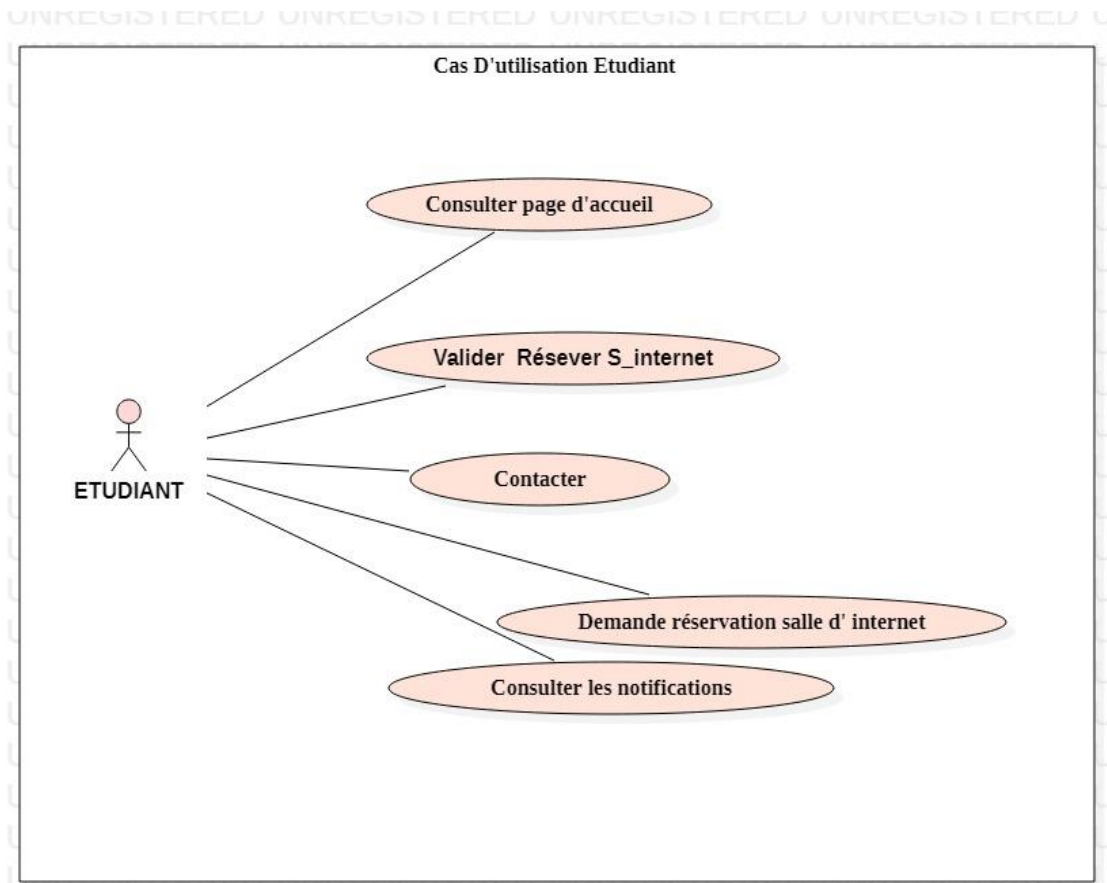 UNREGISTERED UNREGISTERED UNREGISTERED UNREGISTERED
Cas D'utilisation Etudiant
Consulter page d'accueil
Valider Résever S_internet
ETUDIANT
Contacter
Demande réservation salle d' internet
Consulter les notifications